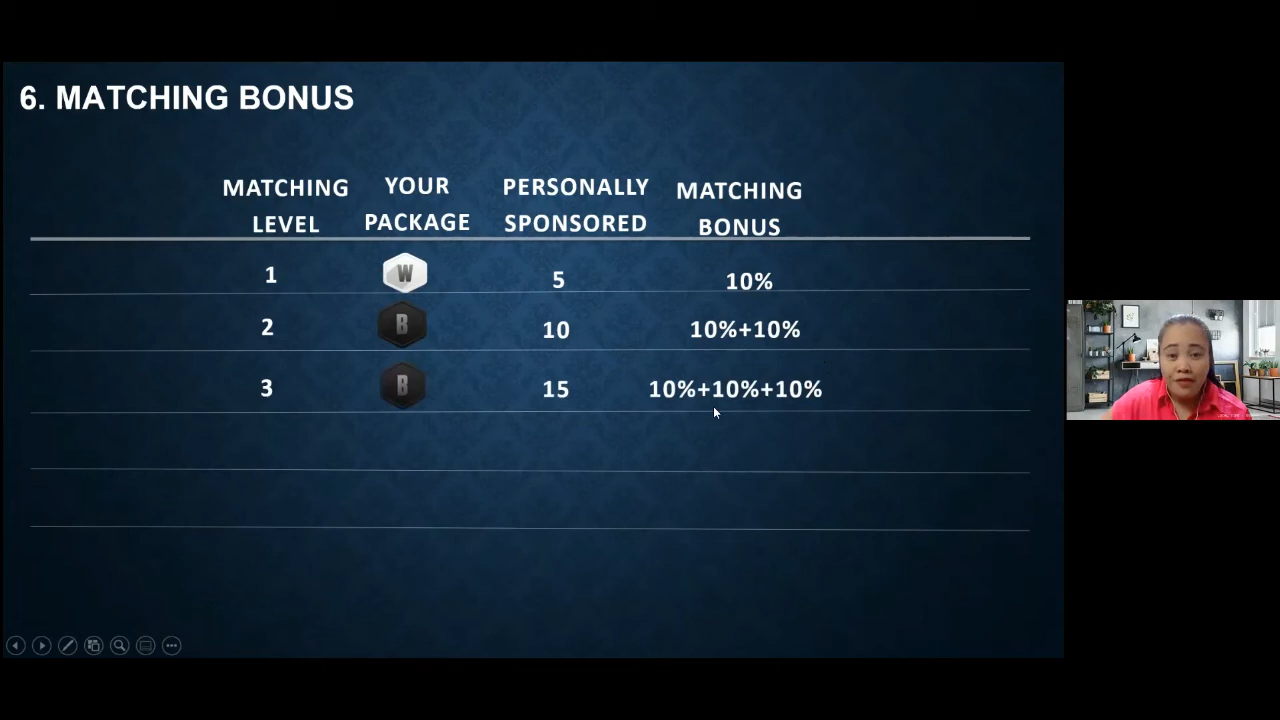 6. MATCHING BONUS
MATCHING LEVEL YOUR PACKAGE PERSONALLY SPONSORED MATCHING BONUS
1 W 5 10%
2 B 10 10%+10%
3 B 15 10%+10%+10%